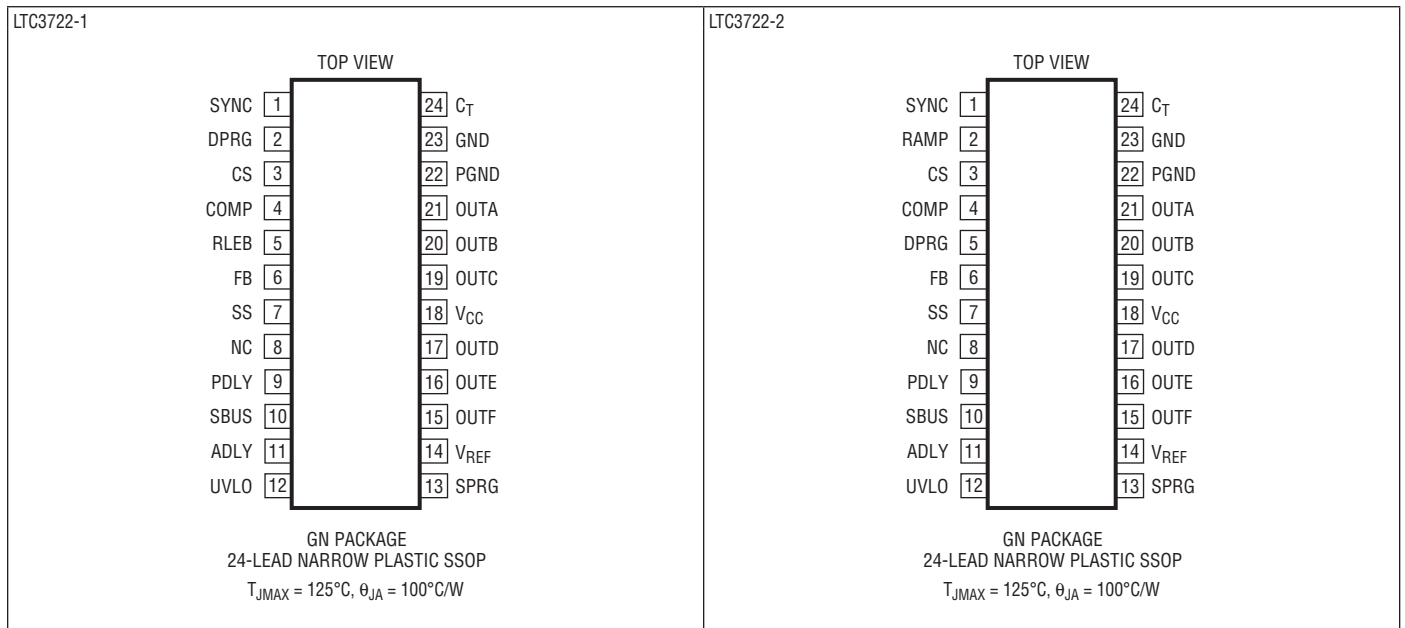 LTC3722-1
TOP VIEW
SYNC 1
DPRG 2
CS 3
COMP 4
RLEB 5
FB 6
SS 7
NC 8
PDLY 9
SBUS 10
ADLY 11
UVLO 12
24 CT
23 GND
22 PGND
21 OUTA
20 OUTB
19 OUTC
18 VCC
17 OUTD
16 OUTE
15 OUTF
14 VREF
13 SPRG
GN PACKAGE
24-LEAD NARROW PLASTIC SSOP
TJMAX = 125°C, θJA = 100°C/W
LTC3722-2
TOP VIEW
SYNC 1
RAMP 2
CS 3
COMP 4
DPRG 5
FB 6
SS 7
NC 8
PDLY 9
SBUS 10
ADLY 11
UVLO 12
24 CT
23 GND
22 PGND
21 OUTA
20 OUTB
19 OUTC
18 VCC
17 OUTD
16 OUTE
15 OUTF
14 VREF
13 SPRG
GN PACKAGE
24-LEAD NARROW PLASTIC SSOP
TJMAX = 125°C, θJA = 100°C/W